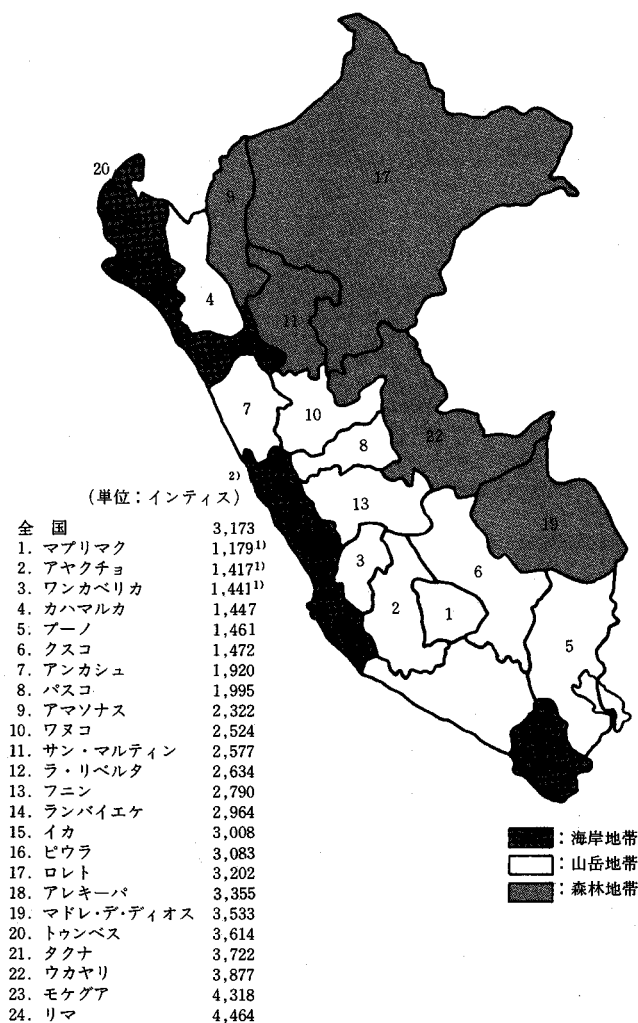 20
17
9
4
11
7
10
8
22
2)
(単位：インティス)
13
19
3
6
2
1
5
全 国 3,173
1. マプリマク 1,179¹⁾
2. アヤクチョ 1,417¹⁾
3. ワンカベリカ 1,441¹⁾
4. カハマルカ 1,447
5. プーノ 1,461
6. クスコ 1,472
7. アンカシュ 1,920
8. パスコ 1,995
9. アマソナス 2,322
10. ワヌコ 2,524
11. サン・マルティン 2,577
12. ラ・リベルタ 2,634
13. フニン 2,790
14. ランバイエケ 2,964
15. イカ 3,008
16. ピウラ 3,083
17. ロレト 3,202
18. アレキーパ 3,355
19. マドレ・デ・ディオス 3,533
20. トゥンベス 3,614
21. タクナ 3,722
22. ウカヤリ 3,877
23. モケグア 4,318
24. リマ 4,464
：海岸地帯
：山岳地帯
：森林地帯